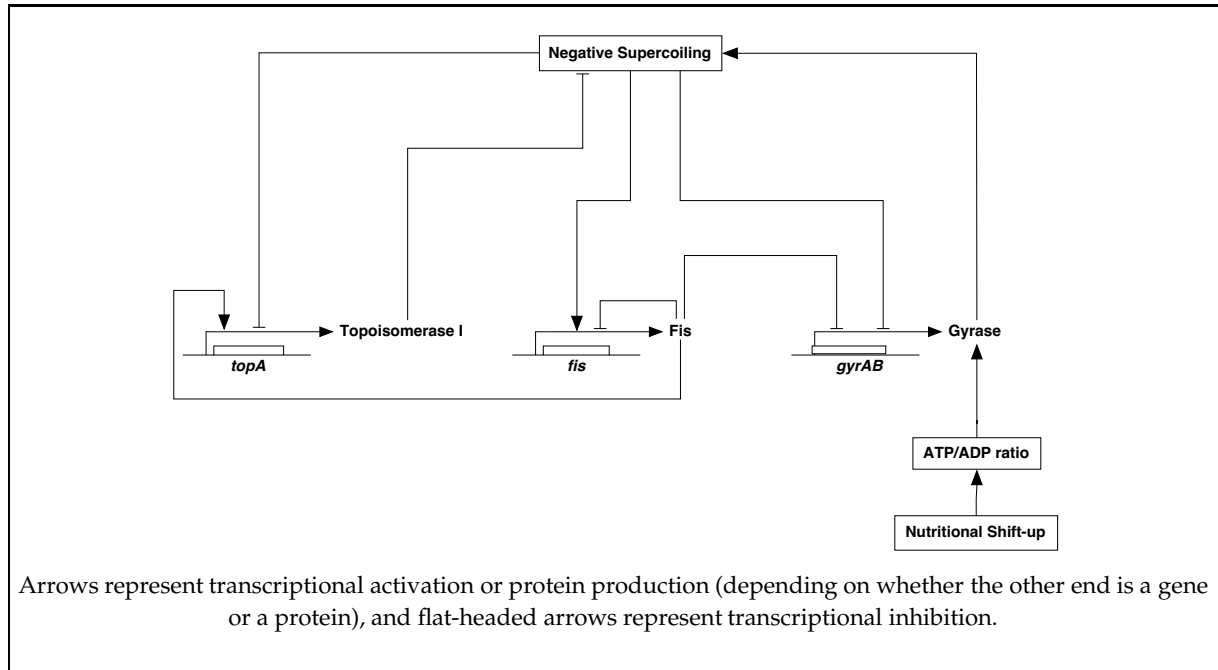 Negative Supercoiling
Topoisomerase I
Fis
Gyrase
topA
fis
gyrAB
ATP/ADP ratio
Nutritional Shift-up
Arrows represent transcriptional activation or protein production (depending on whether the other end is a gene
or a protein), and flat-headed arrows represent transcriptional inhibition.